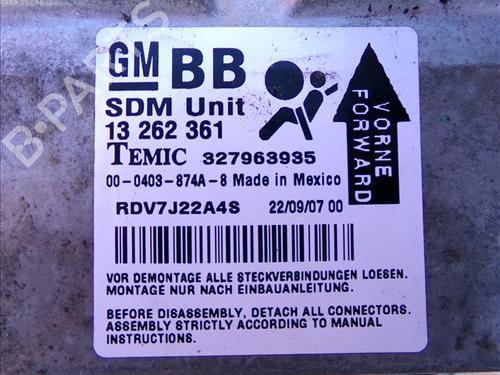 GM BB
SDM Unit
13 262 361
TEMIC 327963935
00-0403-874A-8 Made in Mexico
RDV7J22A4S 22/09/07 00
VORNE
FORWARD
VOR DEMONTAGE ALLE STECKVERBINDUNGEN LOESEN.
MONTAGE NUR NACH EINBAUANLEITUNG.
BEFORE DISASSEMBLY, DETACH ALL CONNECTORS.
ASSEMBLY STRICTLY ACCORDING TO MANUAL
INSTRUCTIONS.
B-PARTS